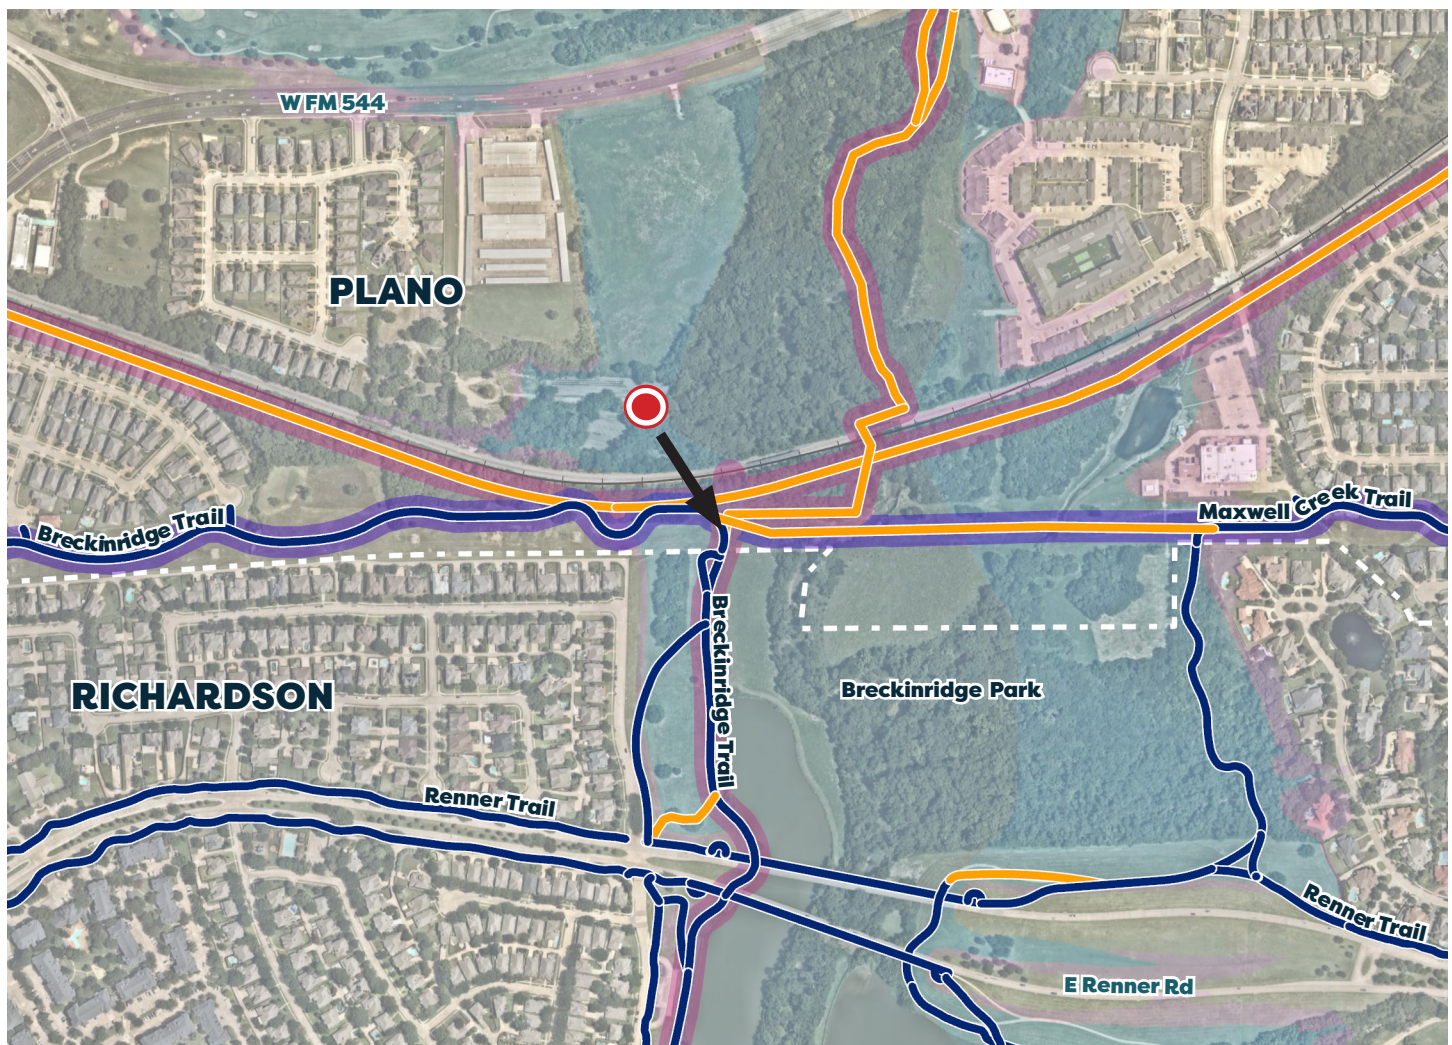 W FM 544
PLANO
Breckinridge Trail
Maxwell Creek Trail
Breckinridge Trail
RICHARDSON
Breckinridge Park
Renner Trail
Renner Trail
E Renner Rd